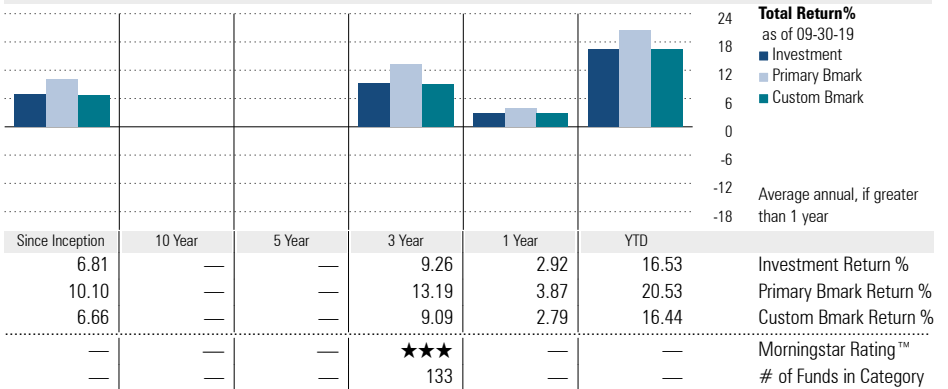 24
18
12
6
0
-6
-12
-18
Total Return%
as of 09-30-19
Investment
Primary Bmark
Custom Bmark
Average annual, if greater
than 1 year
Since Inception 10 Year 5 Year 3 Year 1 Year YTD
6.81 — — 9.26 2.92 16.53 Investment Return %
10.10 — — 13.19 3.87 20.53 Primary Bmark Return %
6.66 — — 9.09 2.79 16.44 Custom Bmark Return %
— — — ★★★ — — Morningstar Rating™
— — — 133 — — # of Funds in Category